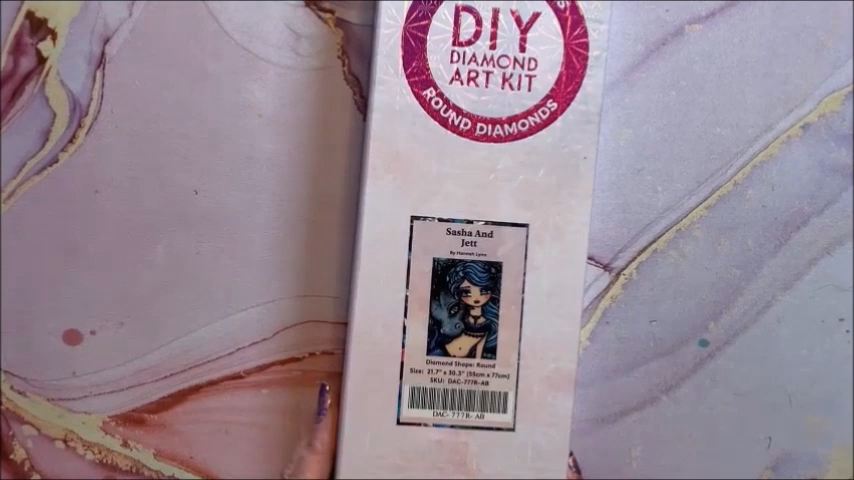 DIY
DIAMOND
ART KIT
ROUND DIAMONDS
Sasha And
Jett
By Hannah Lynn
Diamond Shape: Round
Size: 21.7" x 30.3" (55cm x 77cm)
SKU: DAC-777R-AB
DAC-777R-AB